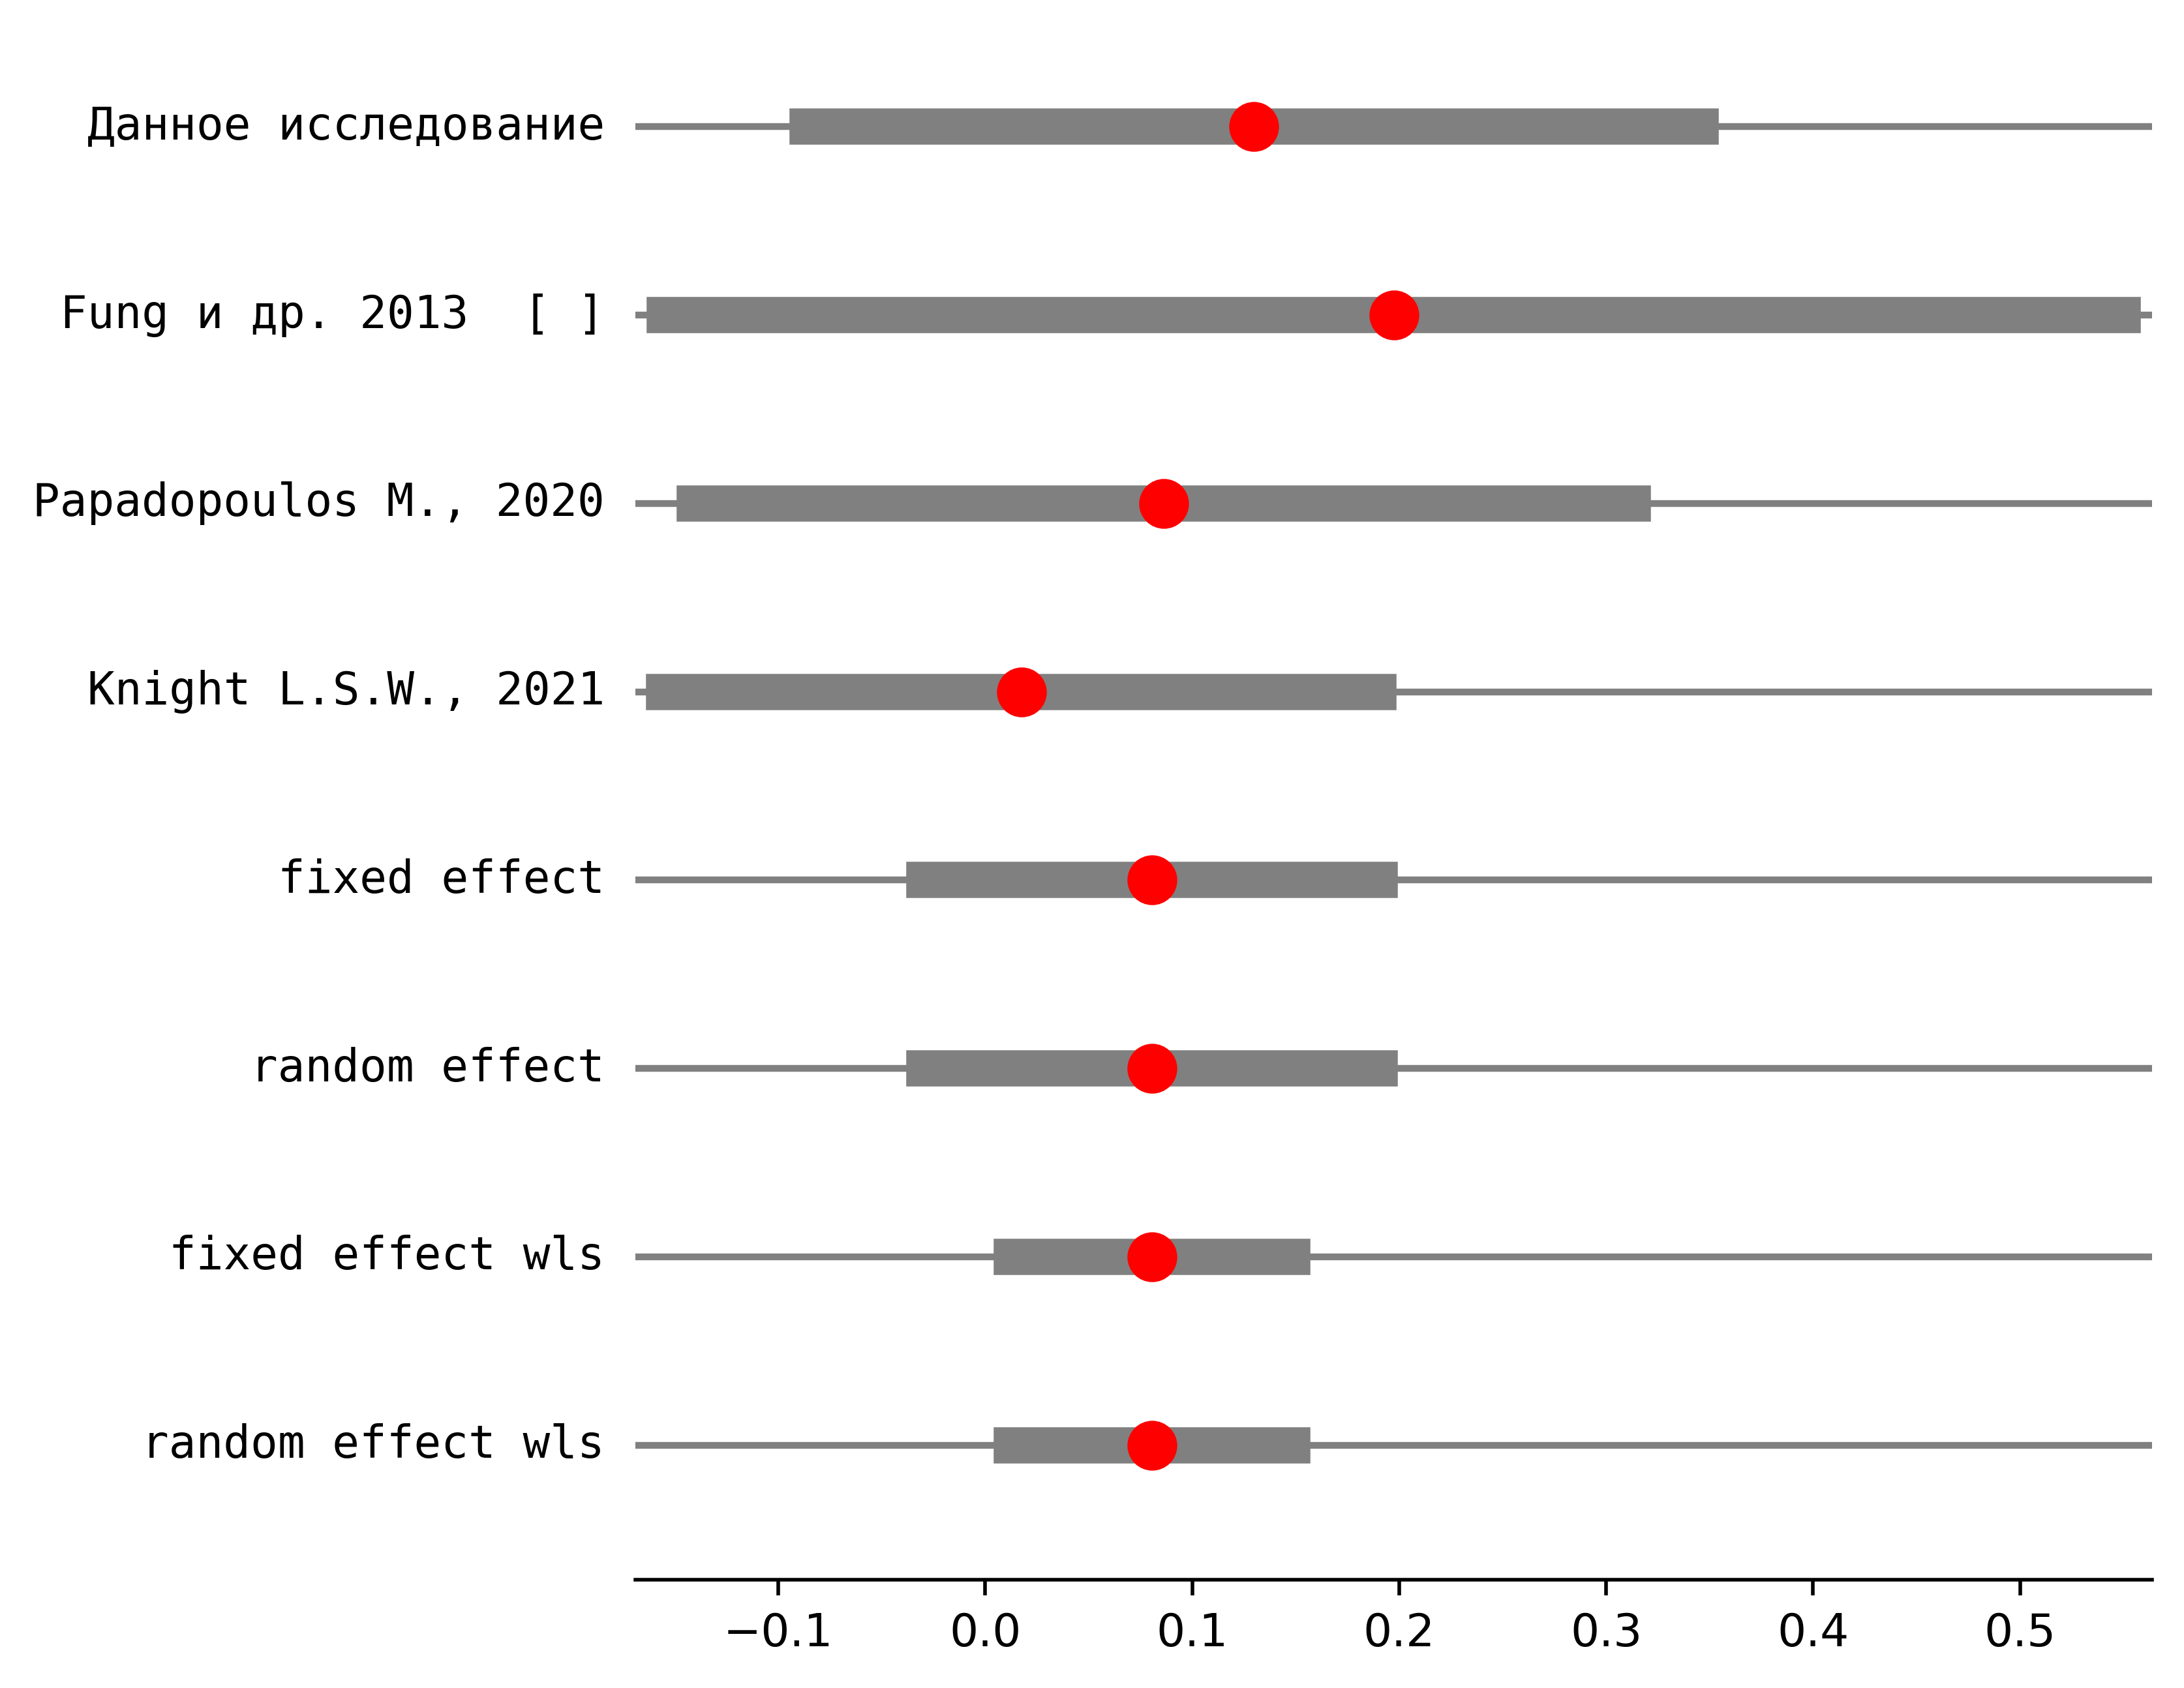 Данное исследование
Fung и др. 2013  [ ]
Papadopoulos M., 2020
Knight L.S.W., 2021
fixed effect
random effect
fixed effect wls
random effect wls
−0.1 0.0 0.1 0.2 0.3 0.4 0.5